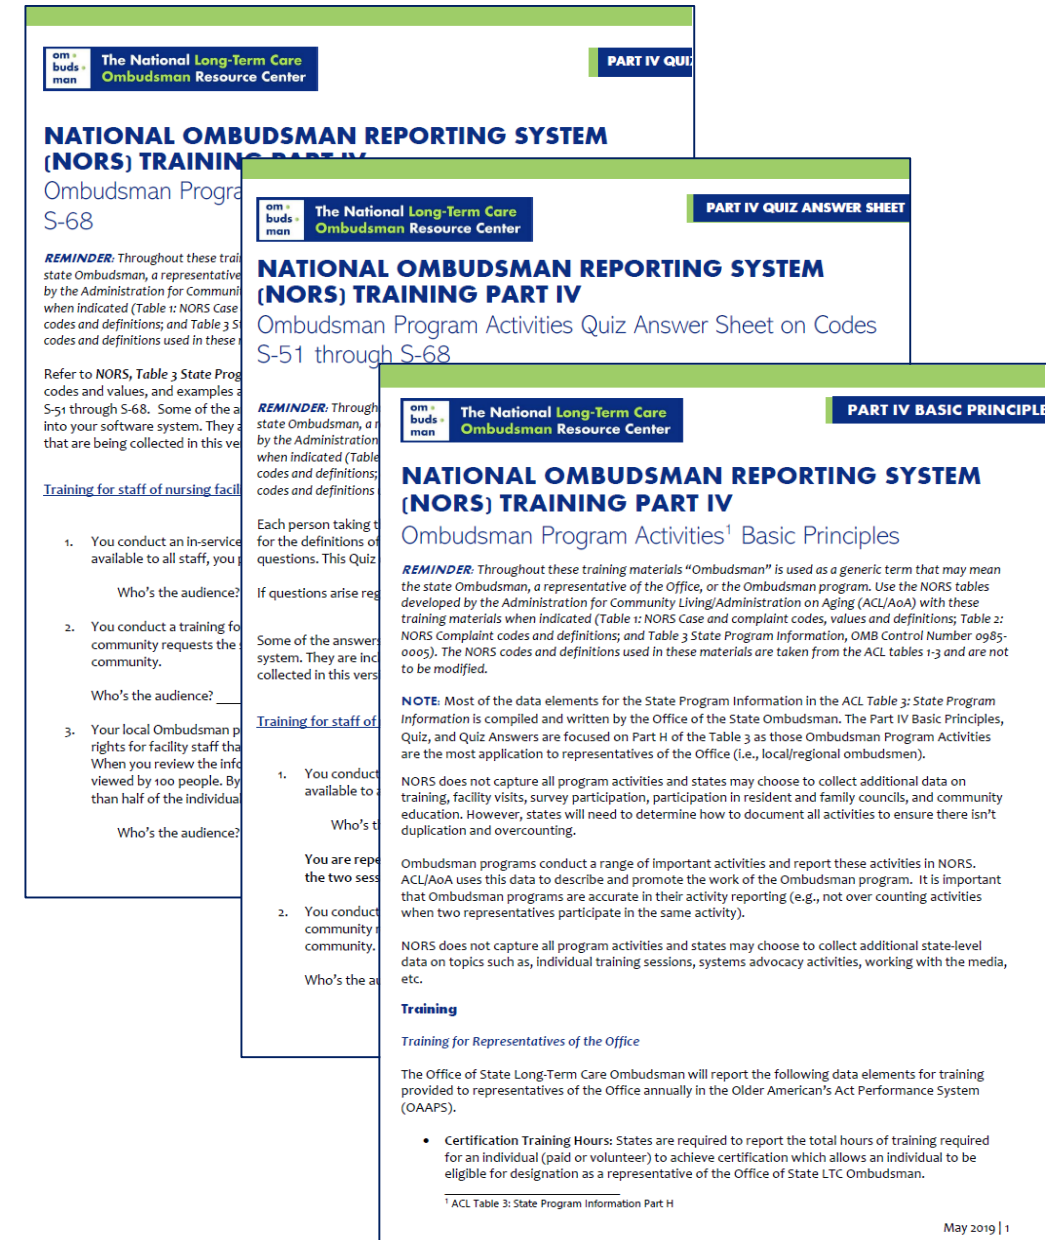 om
buds
man
The National Long-Term Care
Ombudsman Resource Center
PART IV QUIZ
NATIONAL OMBUDSMAN REPORTING SYSTEM
(NORS) TRAINING PART IV
Ombudsman Progra
S-68
REMINDER: Throughout these trai
state Ombudsman, a representative
by the Administration for Communi
when indicated (Table 1: NORS Case
codes and definitions; and Table 3 S
codes and definitions used in these
Refer to NORS, Table 3 State Prog
codes and values, and examples a
S-51 through S-68. Some of the a
into your software system. They a
that are being collected in this ve
Training for staff of nursing facil
1. You conduct an in-service
available to all staff, you p
Who's the audience?
2. You conduct a training fo
community requests the s
community.
Who's the audience? ___
3. Your local Ombudsman p
rights for facility staff tha
When you review the info
viewed by 100 people. By
than half of the individual
Who's the audience?
om
buds
man
The National Long-Term Care
Ombudsman Resource Center
PART IV QUIZ ANSWER SHEET
NATIONAL OMBUDSMAN REPORTING SYSTEM
(NORS) TRAINING PART IV
Ombudsman Program Activities Quiz Answer Sheet on Codes
S-51 through S-68
REMINDER: Through
state Ombudsman, a r
by the Administration
when indicated (Table
codes and definitions;
codes and definitions
Each person taking t
for the definitions of
questions. This Quiz
If questions arise reg
Some of the answers
system. They are incl
collected in this vers
Training for staff of
1. You conduct
available to a
Who's th
You are repe
the two sess
2. You conduct
community r
community.
Who's the au
om
buds
man
The National Long-Term Care
Ombudsman Resource Center
PART IV BASIC PRINCIPLE
NATIONAL OMBUDSMAN REPORTING SYSTEM
(NORS) TRAINING PART IV
Ombudsman Program Activities¹ Basic Principles
REMINDER: Throughout these training materials "Ombudsman" is used as a generic term that may mean
the state Ombudsman, a representative of the Office, or the Ombudsman program. Use the NORS tables
developed by the Administration for Community Living/Administration on Aging (ACL/AoA) with these
training materials when indicated (Table 1: NORS Case and complaint codes, values and definitions; Table 2:
NORS Complaint codes and definitions; and Table 3 State Program Information, OMB Control Number 0985-
0005). The NORS codes and definitions used in these materials are taken from the ACL tables 1-3 and are not
to be modified.
NOTE: Most of the data elements for the State Program Information in the ACL Table 3: State Program
Information is compiled and written by the Office of the State Ombudsman. The Part IV Basic Principles,
Quiz, and Quiz Answers are focused on Part H of the Table 3 as those Ombudsman Program Activities
are the most application to representatives of the Office (i.e., local/regional ombudsmen).
NORS does not capture all program activities and states may choose to collect additional data on
training, facility visits, survey participation, participation in resident and family councils, and community
education. However, states will need to determine how to document all activities to ensure there isn't
duplication and overcounting.
Ombudsman programs conduct a range of important activities and report these activities in NORS.
ACL/AoA uses this data to describe and promote the work of the Ombudsman program. It is important
that Ombudsman programs are accurate in their activity reporting (e.g., not over counting activities
when two representatives participate in the same activity).
NORS does not capture all program activities and states may choose to collect additional state-level
data on topics such as, individual training sessions, systems advocacy activities, working with the media,
etc.
Training
Training for Representatives of the Office
The Office of State Long-Term Care Ombudsman will report the following data elements for training
provided to representatives of the Office annually in the Older American's Act Performance System
(OAAPS).
• Certification Training Hours: States are required to report the total hours of training required
for an individual (paid or volunteer) to achieve certification which allows an individual to be
eligible for designation as a representative of the Office of State LTC Ombudsman.
¹ ACL Table 3: State Program Information Part H
May 2019 | 1